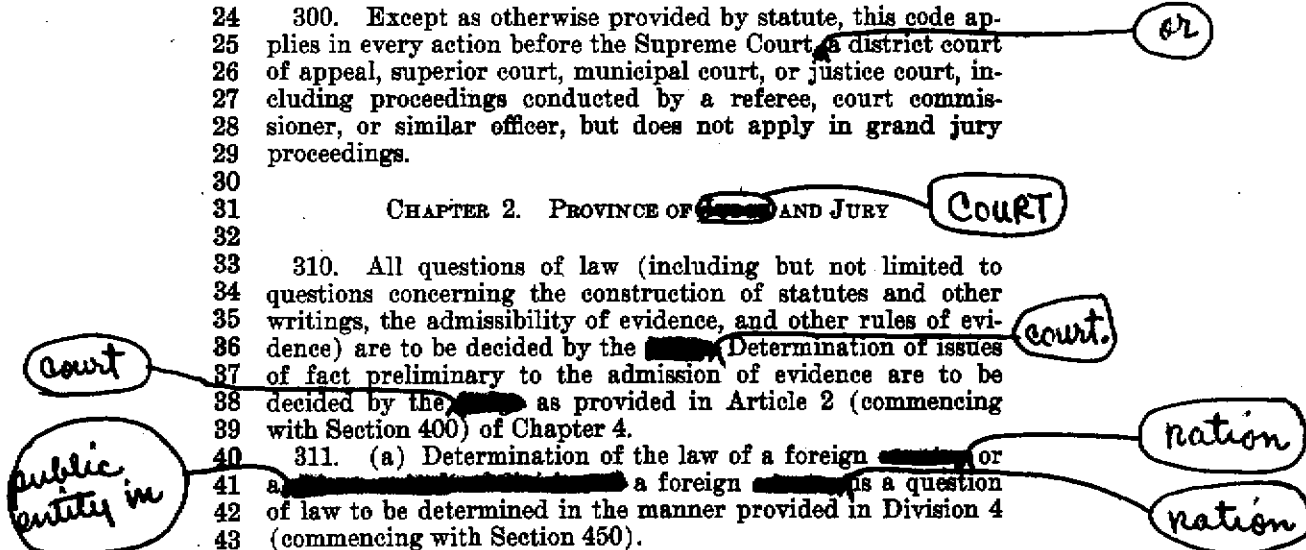 24 300. Except as otherwise provided by statute, this code ap-
or
25 plies in every action before the Supreme Court a district court
26 of appeal, superior court, municipal court, or justice court, in-
27 cluding proceedings conducted by a referee, court commis-
28 sioner, or similar officer, but does not apply in grand jury
29 proceedings.
30
31 CHAPTER 2. PROVINCE OF AND JURY
COURT
32
33 310. All questions of law (including but not limited to
34 questions concerning the construction of statutes and other
35 writings, the admissibility of evidence, and other rules of evi-
court.
36 dence) are to be decided by the Determination of issues
court
37 of fact preliminary to the admission of evidence are to be
38 decided by the as provided in Article 2 (commencing
39 with Section 400) of Chapter 4.
nation
40 311. (a) Determination of the law of a foreign or
public
entity in
41 a a foreign is a question
nation
42 of law to be determined in the manner provided in Division 4
43 (commencing with Section 450).